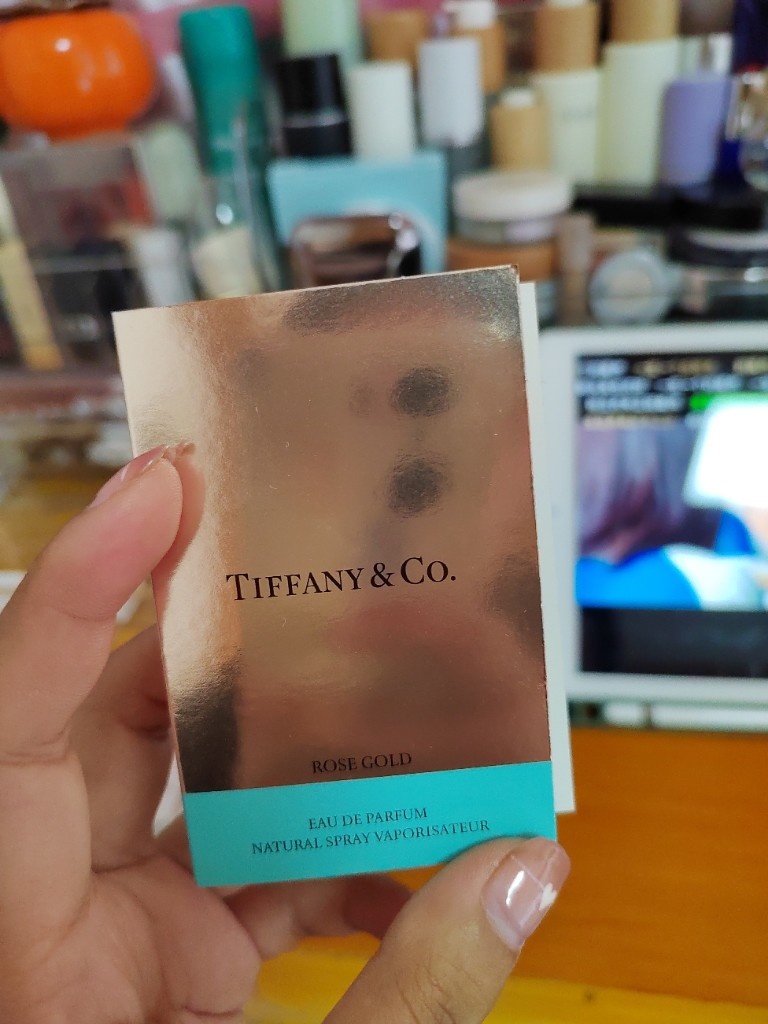 TIFFANY & CO.
ROSE GOLD
EAU DE PARFUM
NATURAL SPRAY VAPORISATEUR